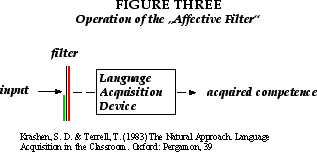 FIGURE THREE
Operation of the „Affective Filter“
filter
input
Language
Acquisition
Device
acquired competence
Krashen, S. D. & Terrell, T. (1983) The Natural Approach. Language
Acquisition in the Classroom. Oxford: Pergamon, 39